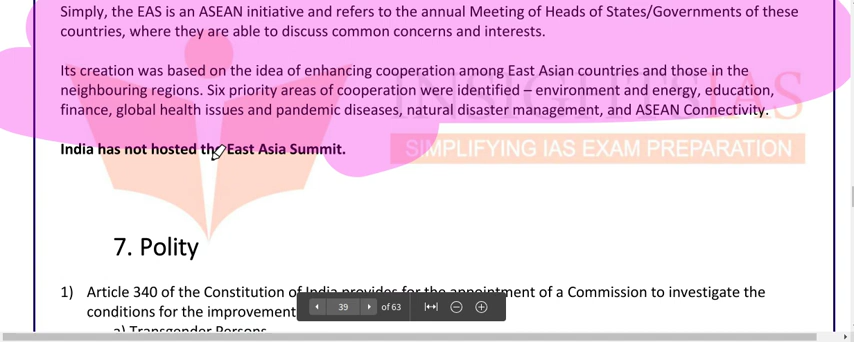 Simply, the EAS is an ASEAN initiative and refers to the annual Meeting of Heads of States/Governments of these
countries, where they are able to discuss common concerns and interests.
Its creation was based on the idea of enhancing cooperation among East Asian countries and those in the
neighbouring regions. Six priority areas of cooperation were identified – environment and energy, education,
finance, global health issues and pandemic diseases, natural disaster management, and ASEAN Connectivity.
INSIGHTSIAS
India has not hosted the East Asia Summit.
SIMPLIFYING IAS EXAM PREPARATION
7. Polity
1) Article 340 of the Constitution of India provides for the appointment of a Commission to investigate the
conditions for the improvement
39 of 63
a) Transgender Persons